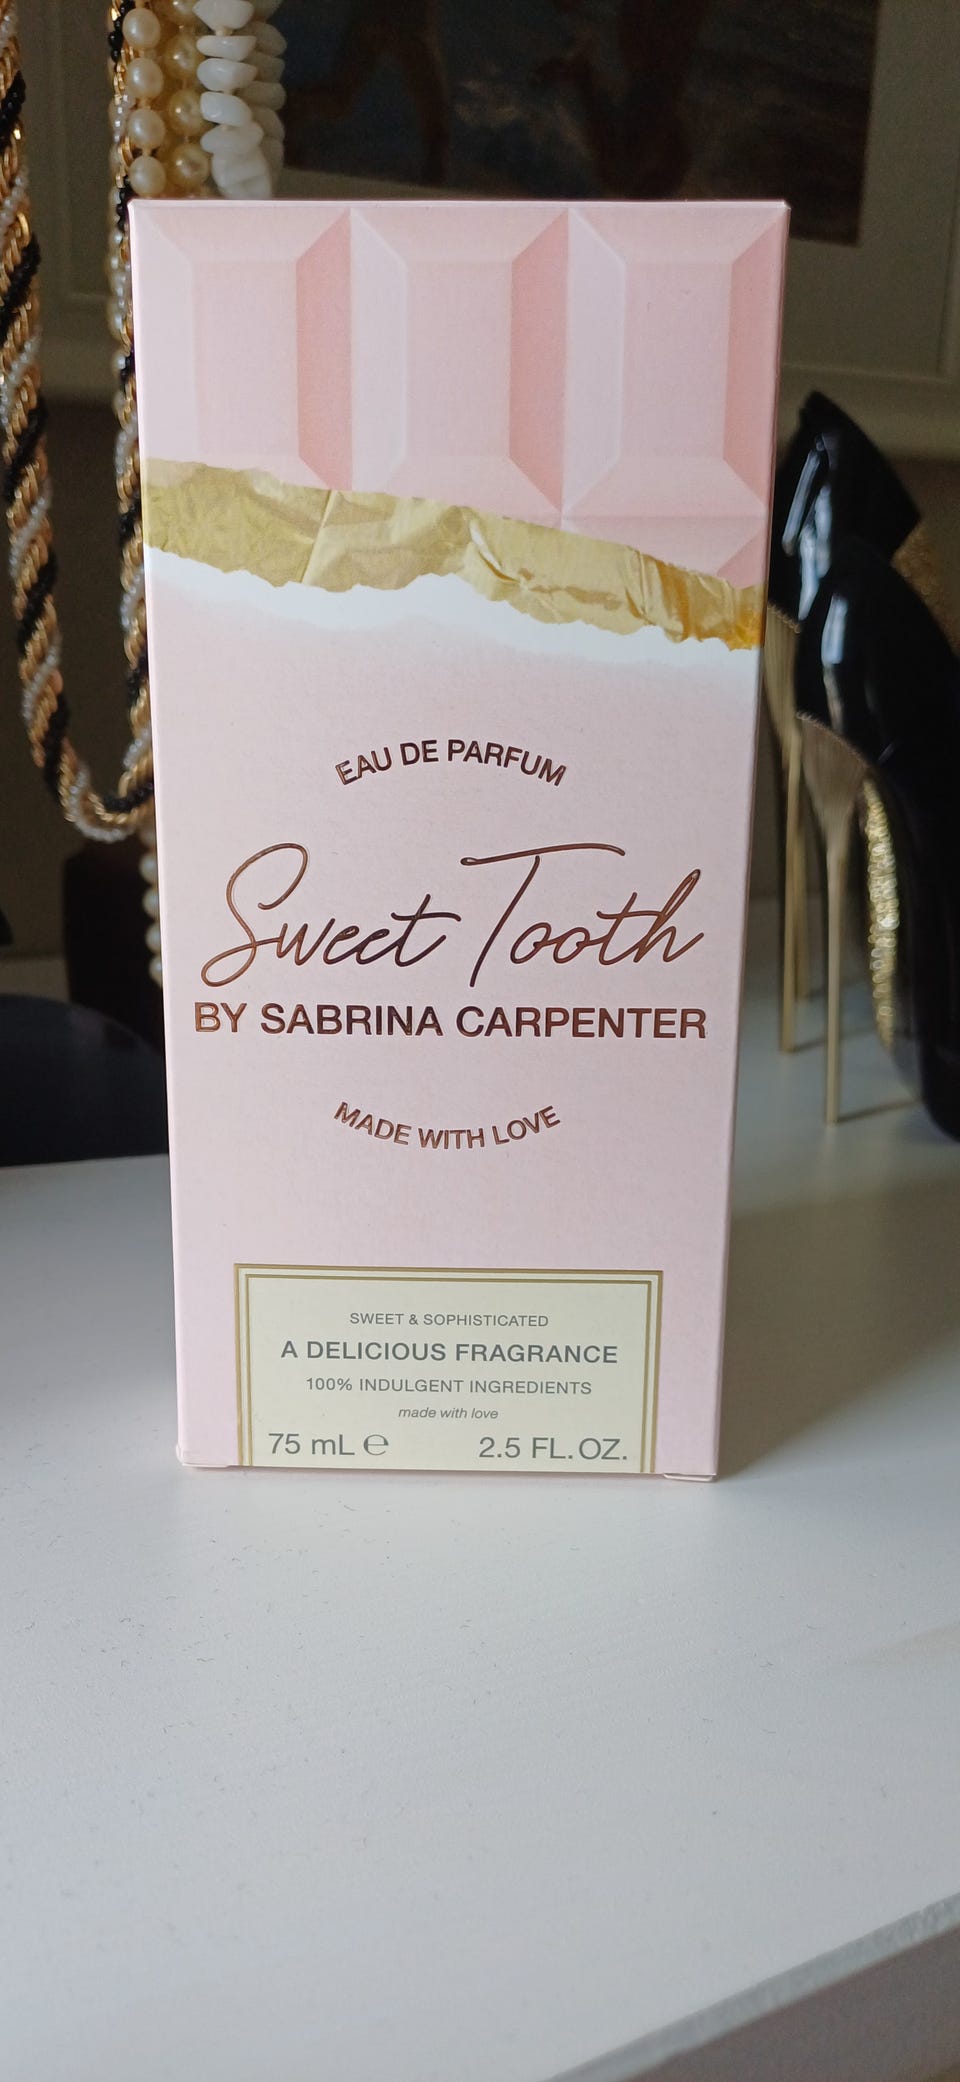 EAU DE PARFUM
Sweet Tooth
BY SABRINA CARPENTER
MADE WITH LOVE
SWEET & SOPHISTICATED
A DELICIOUS FRAGRANCE
100% INDULGENT INGREDIENTS
made with love
75 mL ℮ 2.5 FL. OZ.